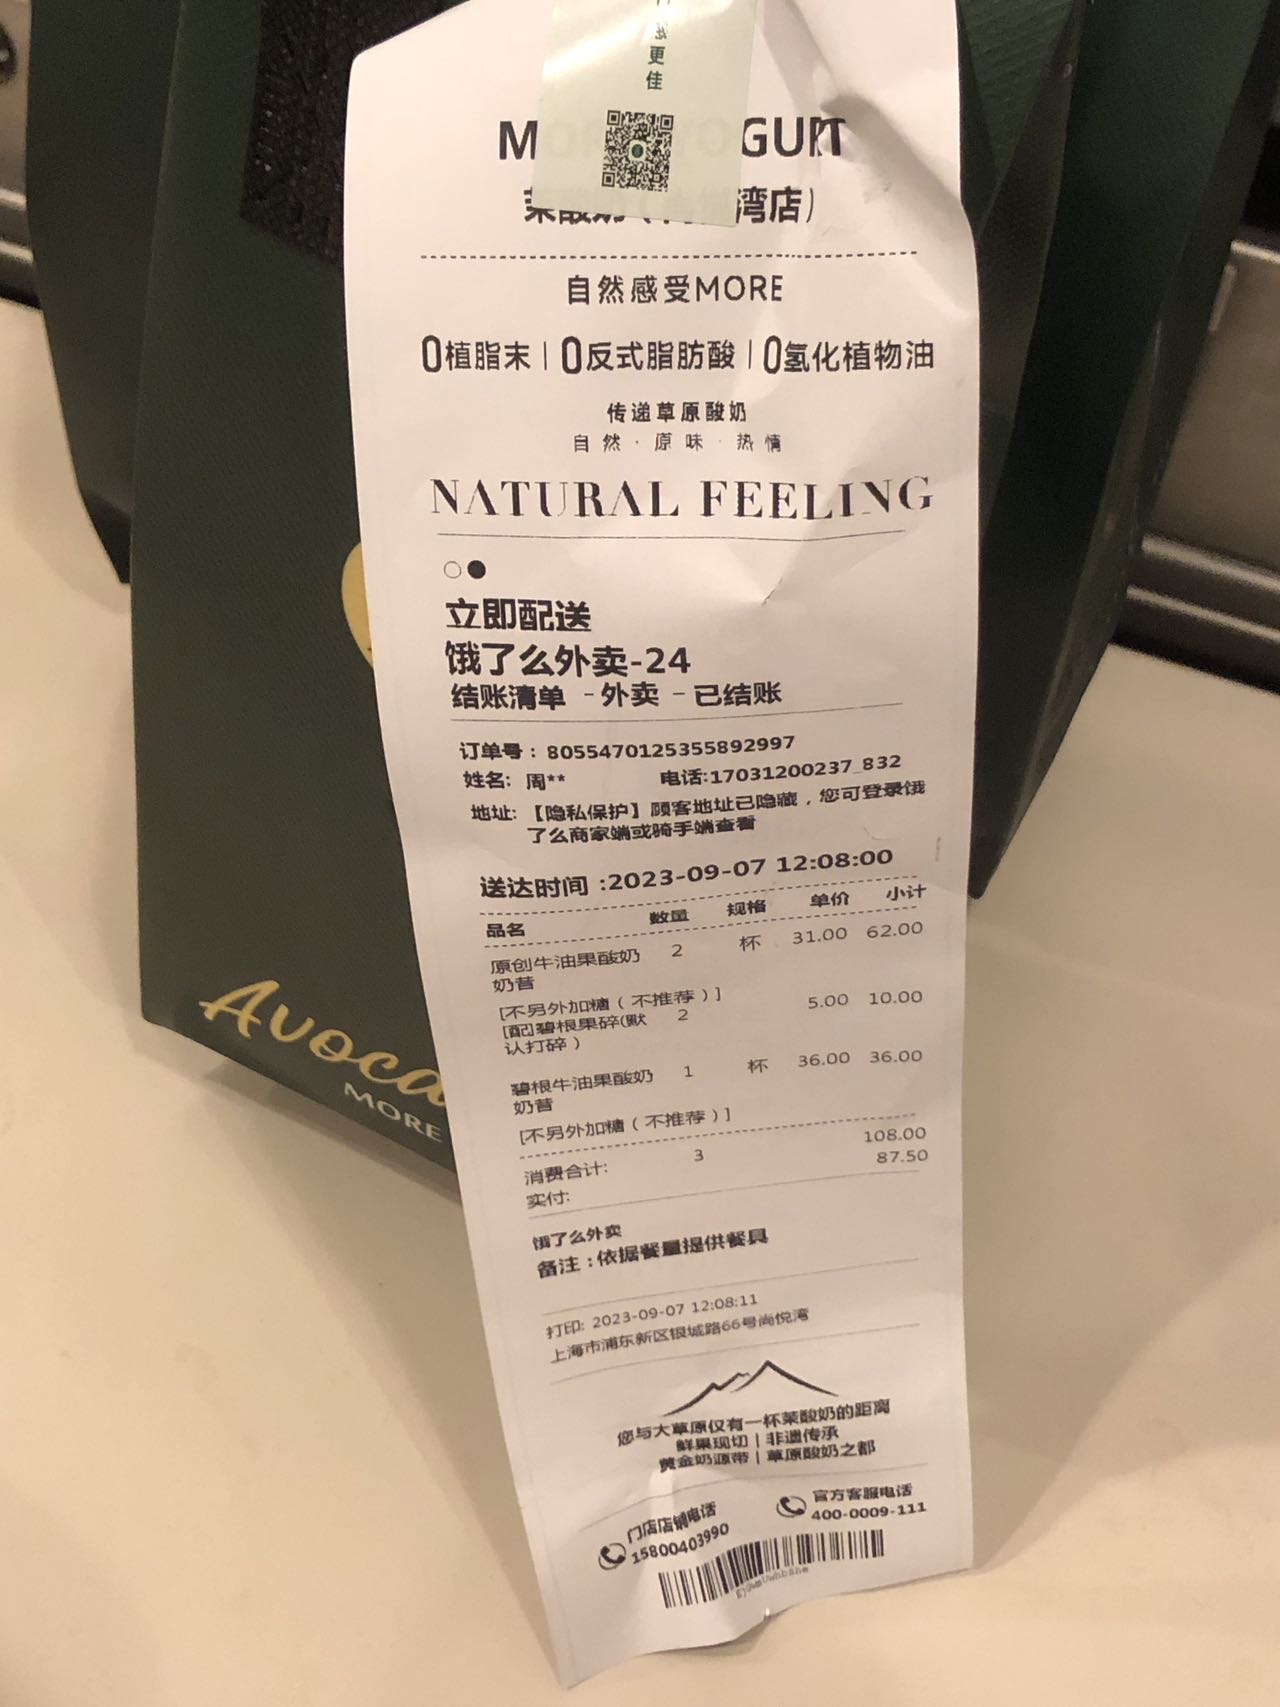 更
佳
GURT
湾店)
自然感受MORE
0植脂末 | 0反式脂肪酸 | 0氢化植物油
传递草原酸奶
自然·原味·热情
NATURAL FEELING
立即配送
饿了么外卖-24
结账清单 -外卖 -已结账
订单号: 8055470125355892997
姓名: 周** 电话:17031200237_832
地址: 【隐私保护】顾客地址已隐藏，您可登录饿
了么商家端或骑手端查看
送达时间 :2023-09-07 12:08:00
品名 数量 规格 单价 小计
原创牛油果酸奶 2 杯 31.00 62.00
奶昔
[不另外加糖（不推荐）]
[配]碧根果碎(默 2 5.00 10.00
认打碎）
碧根牛油果酸奶 1 杯 36.00 36.00
奶昔
[不另外加糖（不推荐）]
消费合计: 3 108.00
实付: 87.50
饿了么外卖
备注：依据餐量提供餐具
打印: 2023-09-07 12:08:11
上海市浦东新区银城路66号尚悦湾
您与大草原仅有一杯茉酸奶的距离
鲜果现切 | 非遗传承
黄金奶源带 | 草原酸奶之都
门店店铺电话
15800403990
官方客服电话
400-0009-111
Avoca
MORE